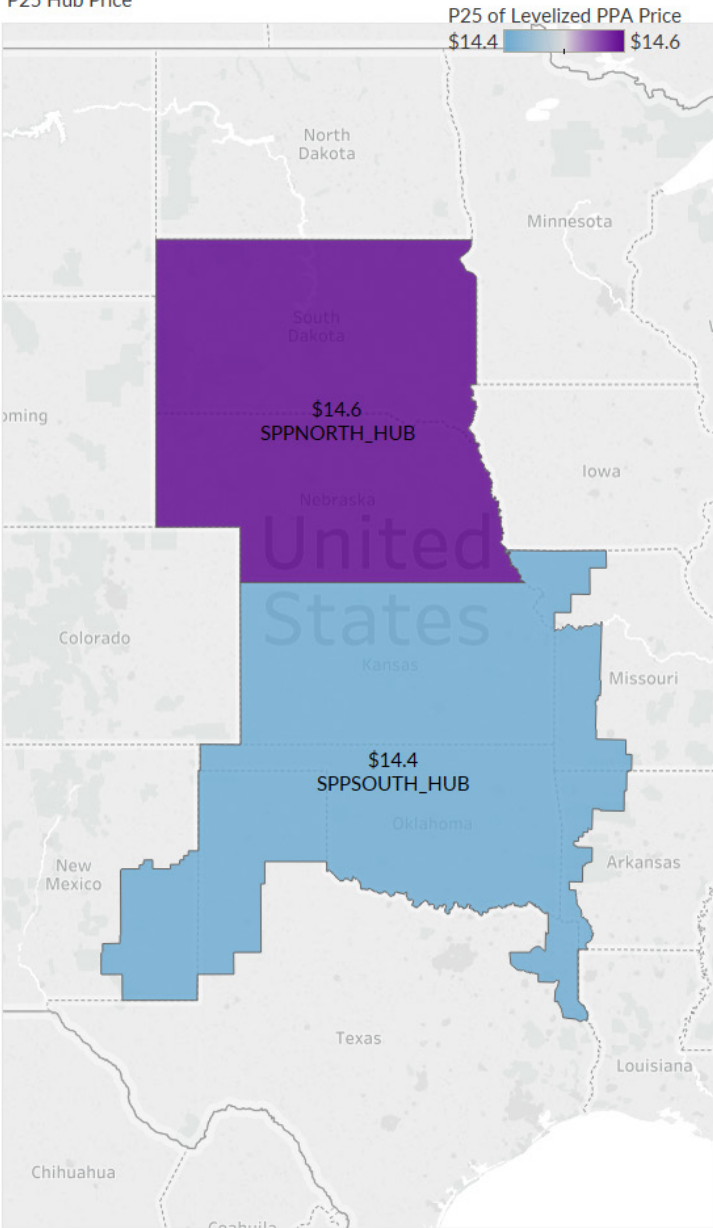 P25 Hub Price
P25 of Levelized PPA Price
$14.4
$14.6
North
Dakota
Minnesota
South
Dakota
oming
$14.6
SPPNORTH_HUB
Iowa
Nebraska
United
States
Colorado
Kansas
Missouri
$14.4
SPPSOUTH_HUB
Oklahoma
New
Mexico
Arkansas
Texas
Louisiana
Chihuahua
Coahuila